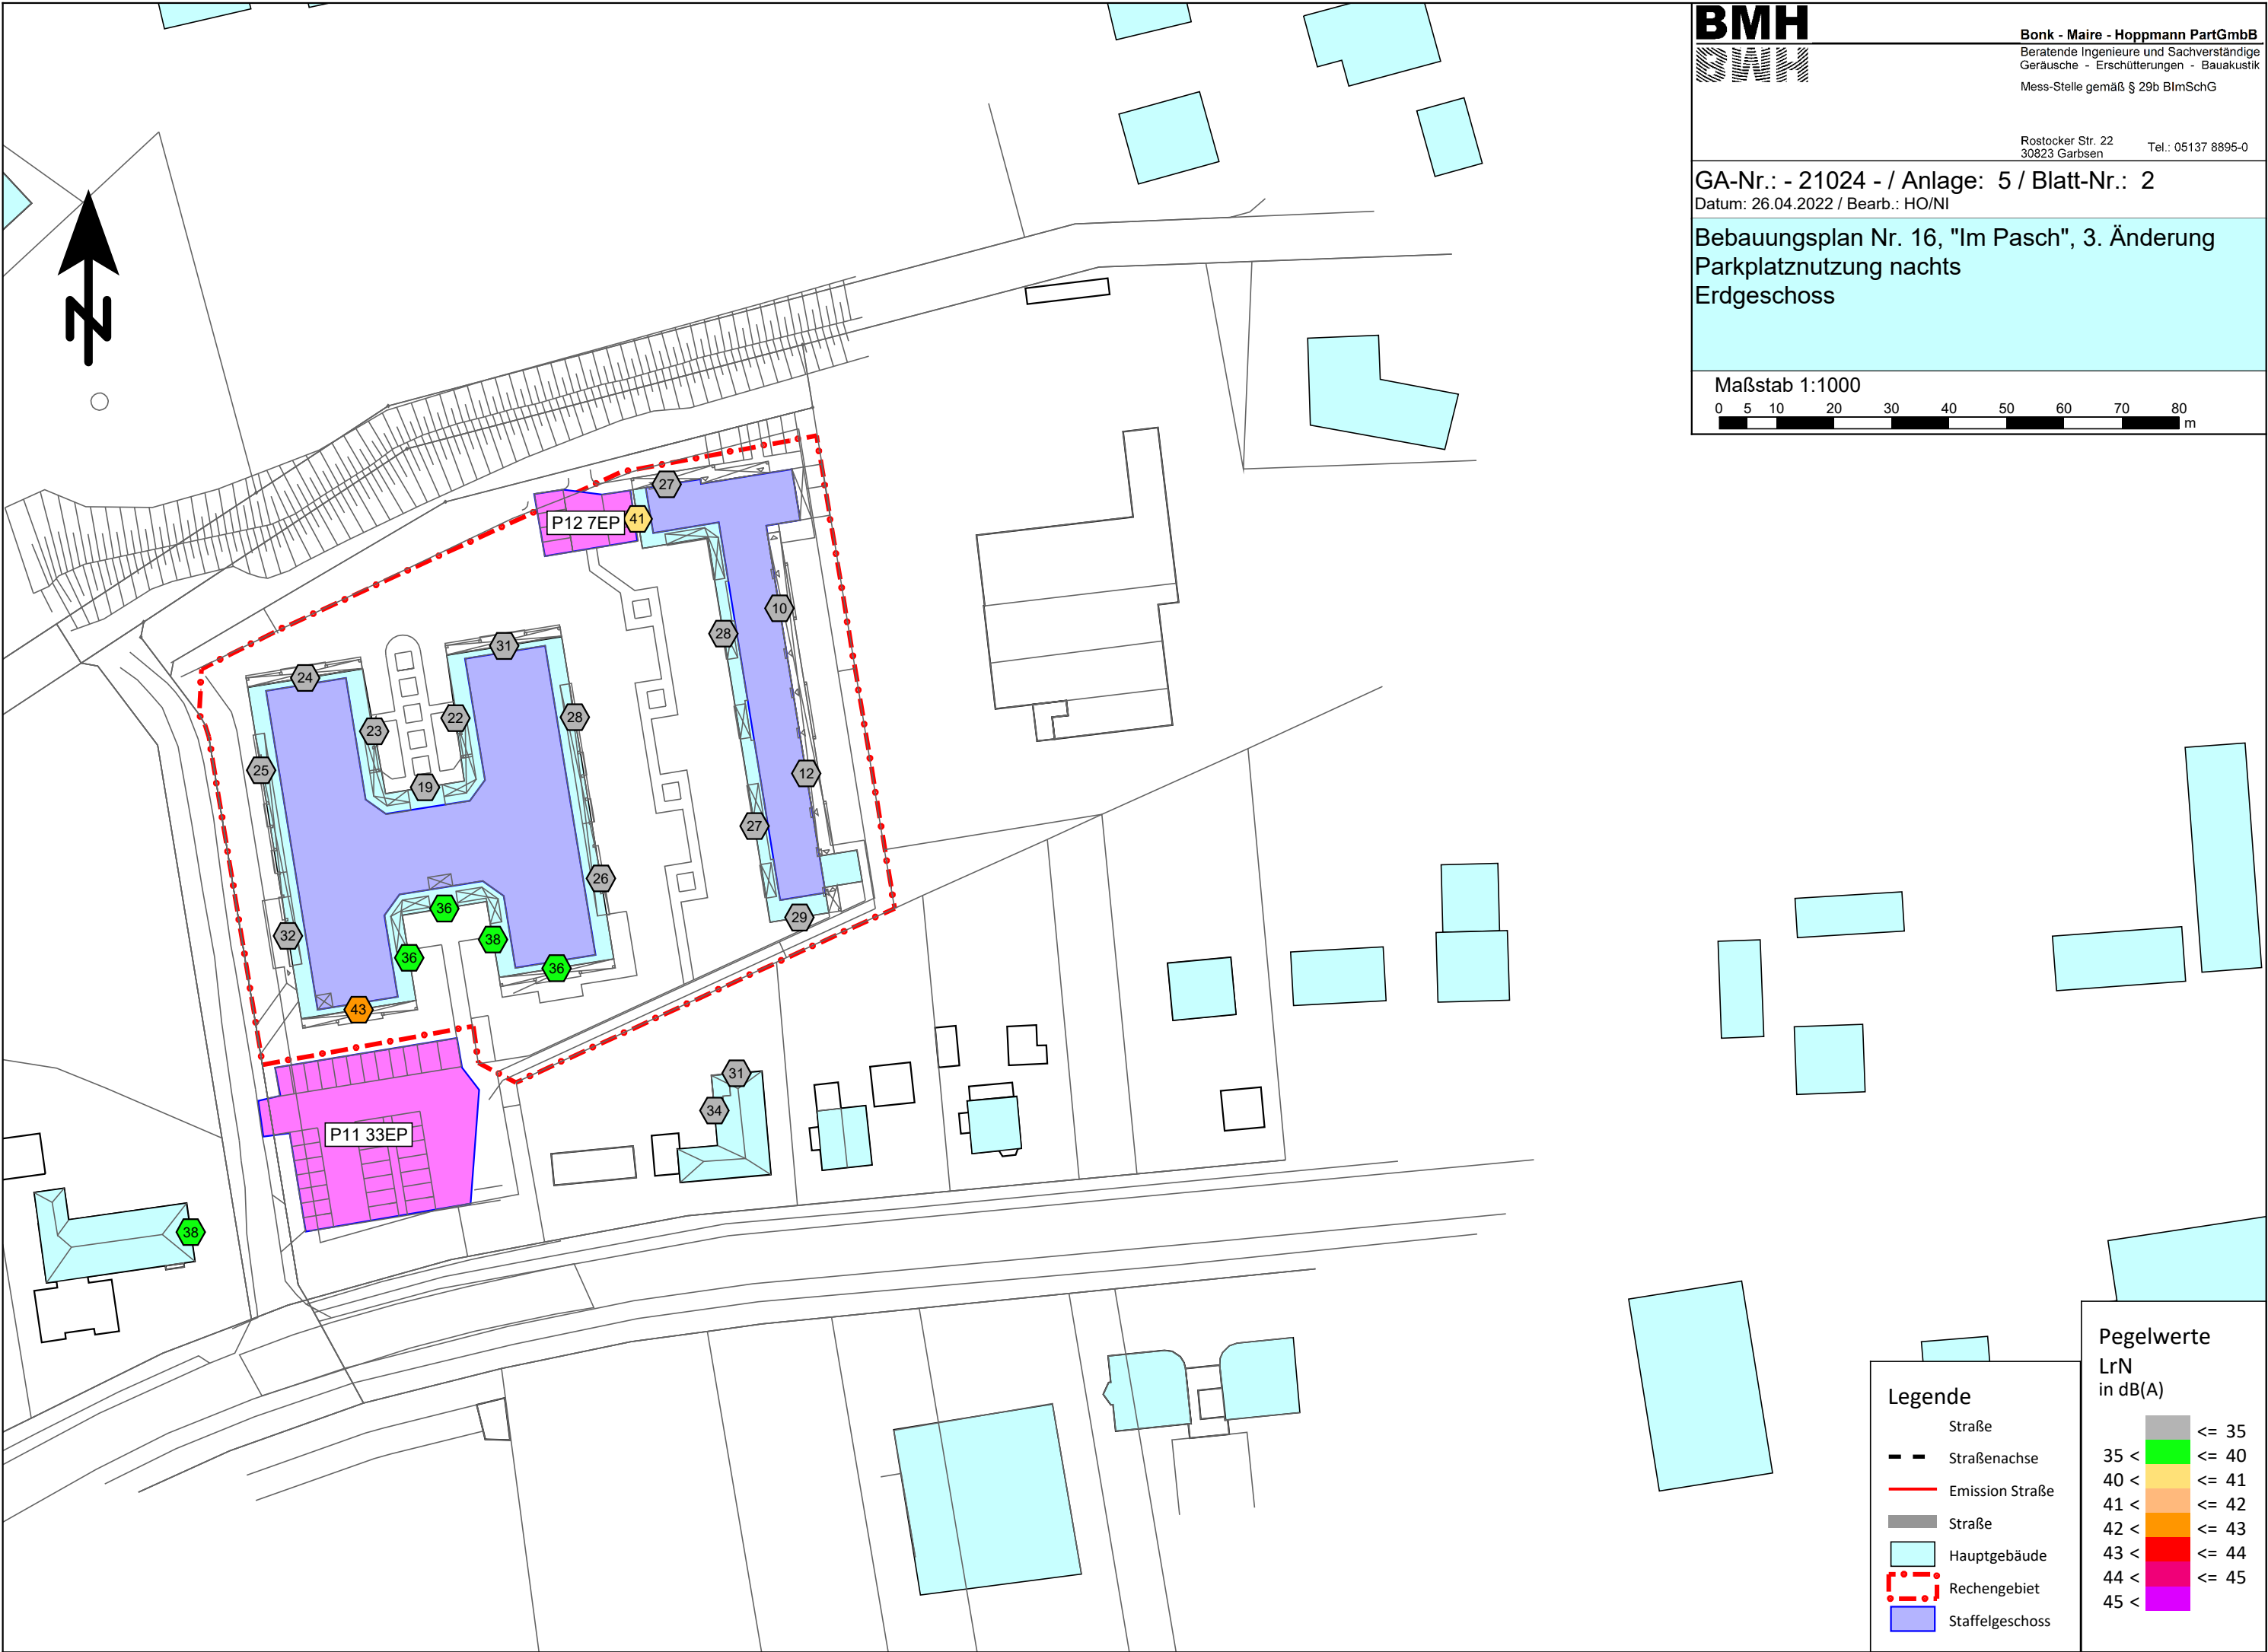 BMH
BMH
Bonk - Maire - Hoppmann PartGmbB
Beratende Ingenieure und Sachverständige
Geräusche - Erschütterungen - Bauakustik
Mess-Stelle gemäß § 29b BImSchG
Rostocker Str. 22
30823 Garbsen
Tel.: 05137 8895-0
GA-Nr.: - 21024 - / Anlage: 5 / Blatt-Nr.: 2
Datum: 26.04.2022 / Bearb.: HO/NI
Bebauungsplan Nr. 16, "Im Pasch", 3. Änderung
Parkplatznutzung nachts
Erdgeschoss
Maßstab 1:1000
0 5 10 20 30 40 50 60 70 80
m
N
27
P12 7EP
41
10
28
31
24
28
22
23
25
12
19
27
26
36
29
32
38
36
36
43
31
34
P11 33EP
38
Legende
Straße
Straßenachse
Emission Straße
Straße
Hauptgebäude
Rechengebiet
Staffelgeschoss
Pegelwerte
LrN
in dB(A)
<= 35
35 < <= 40
40 < <= 41
41 < <= 42
42 < <= 43
43 < <= 44
44 < <= 45
45 <